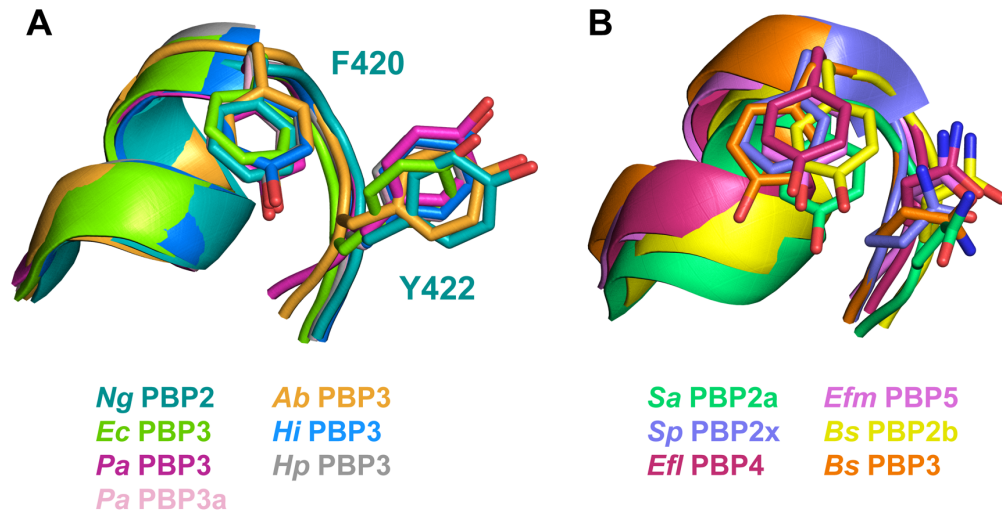 A
B
F420
Y422
Ng PBP2
Ab PBP3
Ec PBP3
Hi PBP3
Pa PBP3
Hp PBP3
Pa PBP3a
Sa PBP2a
Efm PBP5
Sp PBP2x
Bs PBP2b
Efl PBP4
Bs PBP3